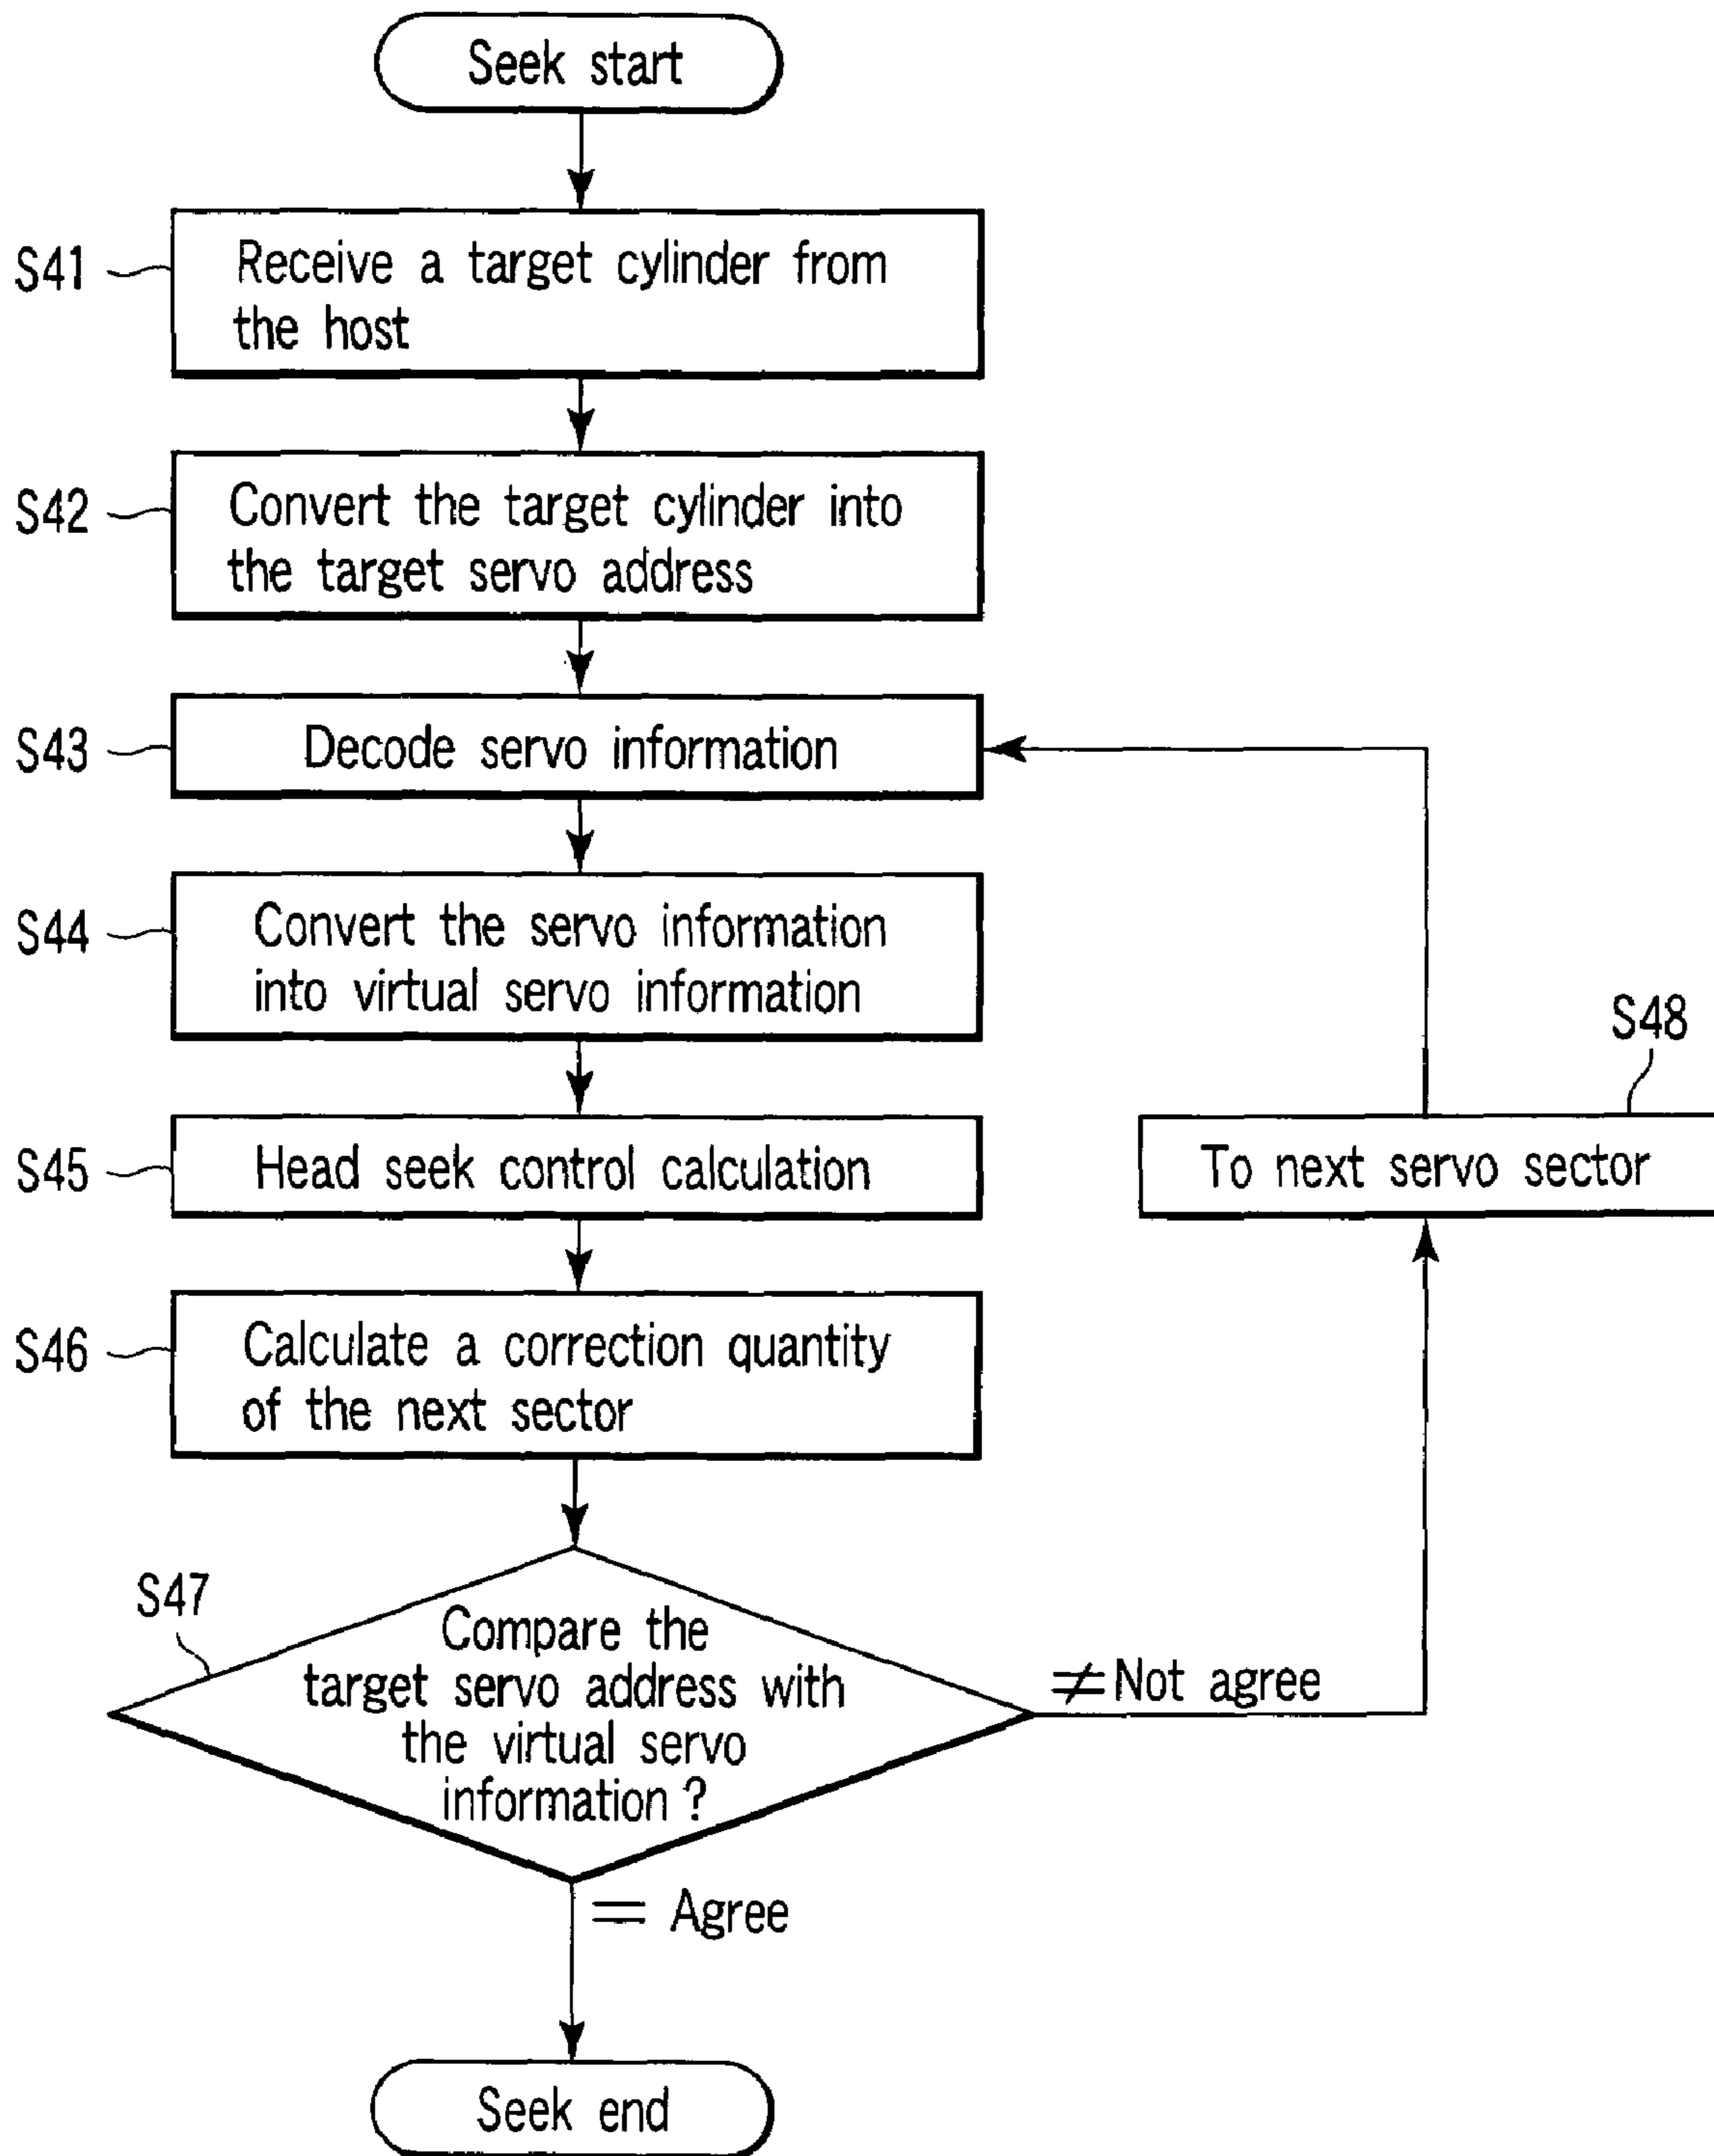 Seek start
S41
Receive a target cylinder from
the host
S42
Convert the target cylinder into
the target servo address
S43
Decode servo information
S44
Convert the servo information
into virtual servo information
S48
S45
Head seek control calculation
To next servo sector
S46
Calculate a correction quantity
of the next sector
S47
Compare the
target servo address with
the virtual servo
information ?
≠Not agree
= Agree
Seek end